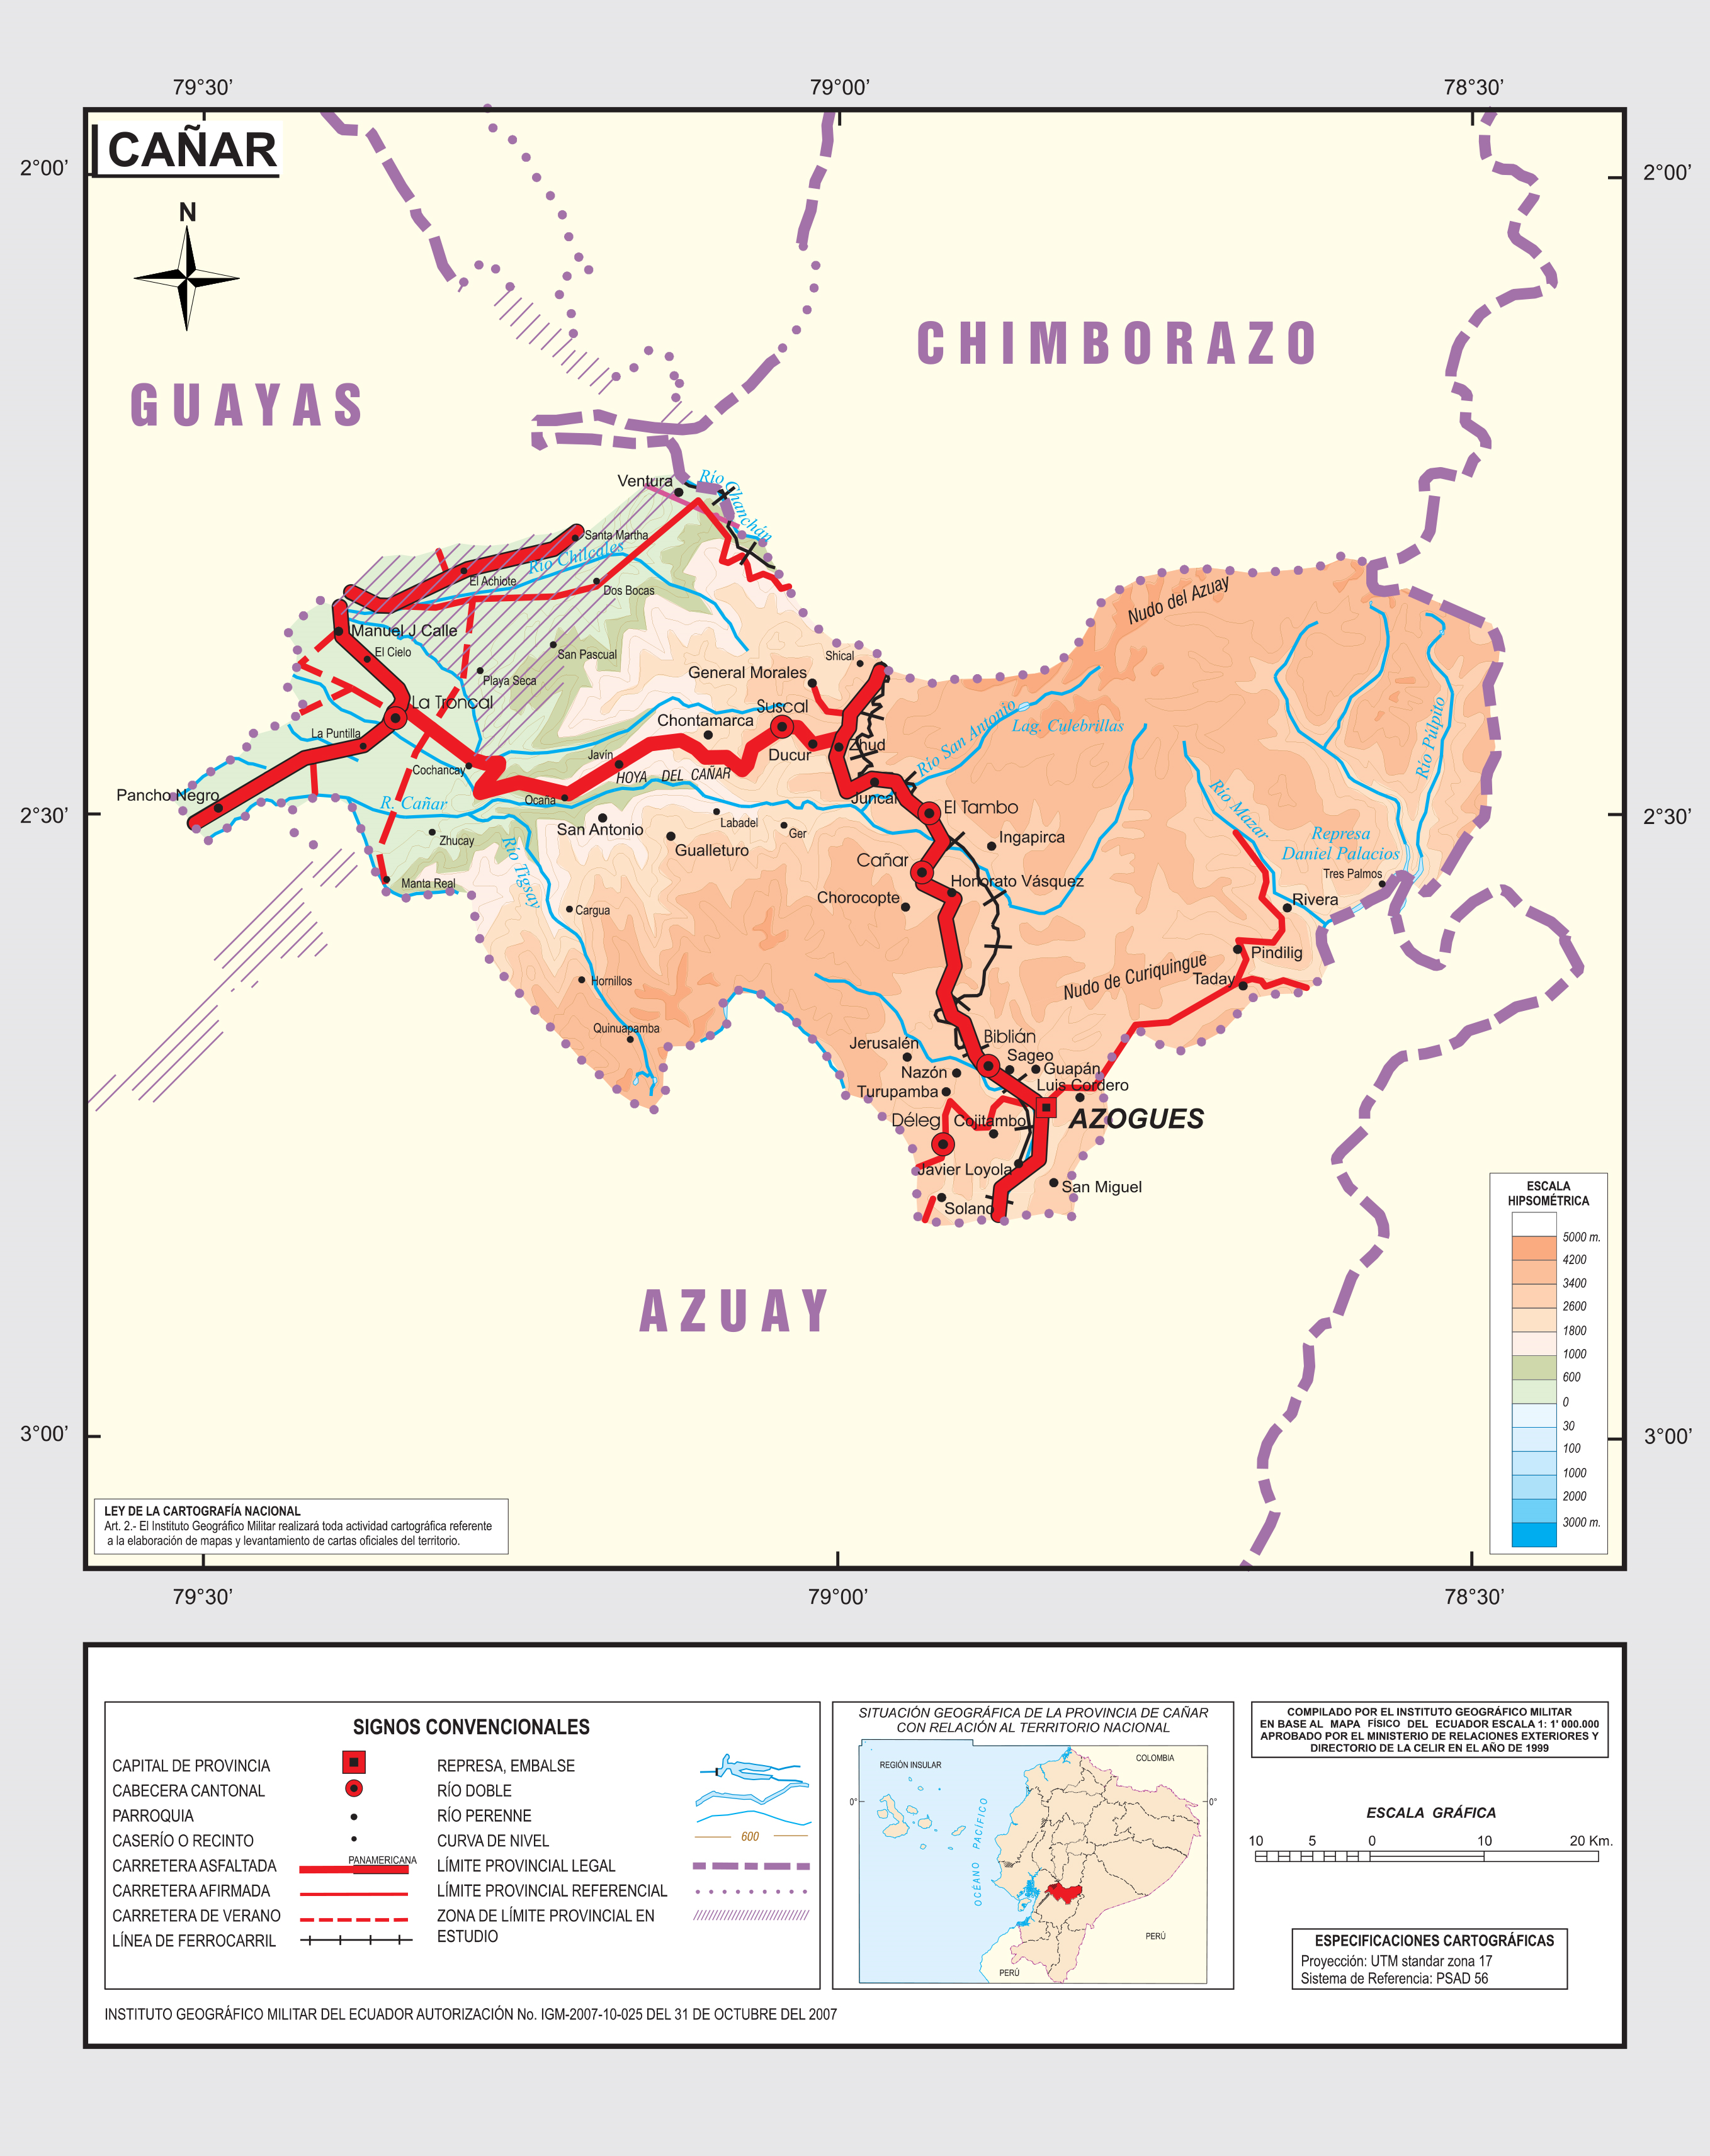 79°30’
79°00’
78°30’
CAÑAR
2°00’
2°00’
N
CHIMBORAZO
GUAYAS
Ventura
Río Chanchán
Santa Martha
Río Chilcales
El Achiote
Dos Bocas
Nudo del Azuay
Manuel J Calle
El Cielo
San Pascual
Shical
Playa Seca
General Morales
La Troncal
Suscal
Río San Antonio
Chontamarca
Lag. Culebrillas
La Puntilla
Zhud
Río Púlpito
Javín
Ducur
Cochancay
HOYA DEL CAÑAR
Pancho Negro
Ocaña
Juncal
R. Cañar
El Tambo
Río Mazar
2°30’
2°30’
San Antonio
Labadel
Ger
Represa
Daniel Palacios
Zhucay
Ingapirca
Gualleturo
Cañar
Río Tigsay
Tres Palmos
Manta Real
Honorato Vásquez
Chorocopte
Rivera
Cargua
Pindilig
Nudo de Curiquingue
Hornillos
Taday
Quinuapamba
Biblián
Jerusalén
Sageo
Nazón
Guapán
Luis Cordero
Turupamba
Déleg
Cojitambo
AZOGUES
Javier Loyola
San Miguel
Solano
AZUAY
ESCALA
HIPSOMÉTRICA
5000 m.
4200
3400
2600
1800
1000
600
0
30
100
1000
2000
3000 m.
3°00’
3°00’
LEY DE LA CARTOGRAFÍA NACIONAL
Art. 2.- El Instituto Geográfico Militar realizará toda actividad cartográfica referente
a la elaboración de mapas y levantamiento de cartas oficiales del territorio.
79°30’
79°00’
78°30’
SIGNOS CONVENCIONALES
CAPITAL DE PROVINCIA
CABECERA CANTONAL
PARROQUIA
CASERÍO O RECINTO
CARRETERA ASFALTADA
PANAMERICANA
CARRETERA AFIRMADA
CARRETERA DE VERANO
LÍNEA DE FERROCARRIL
REPRESA, EMBALSE
RÍO DOBLE
RÍO PERENNE
CURVA DE NIVEL
600
LÍMITE PROVINCIAL LEGAL
LÍMITE PROVINCIAL REFERENCIAL
ZONA DE LÍMITE PROVINCIAL EN
ESTUDIO
SITUACIÓN GEOGRÁFICA DE LA PROVINCIA DE CAÑAR
CON RELACIÓN AL TERRITORIO NACIONAL
REGIÓN INSULAR
COLOMBIA
0°
0°
OCÉANO PACÍFICO
PERÚ
PERÚ
COMPILADO POR EL INSTITUTO GEOGRÁFICO MILITAR
EN BASE AL MAPA FÍSICO DEL ECUADOR ESCALA 1: 1' 000.000
APROBADO POR EL MINISTERIO DE RELACIONES EXTERIORES Y
DIRECTORIO DE LA CELIR EN EL AÑO DE 1999
ESCALA GRÁFICA
10 5 0 10 20 Km.
ESPECIFICACIONES CARTOGRÁFICAS
Proyección: UTM standar zona 17
Sistema de Referencia: PSAD 56
INSTITUTO GEOGRÁFICO MILITAR DEL ECUADOR AUTORIZACIÓN No. IGM-2007-10-025 DEL 31 DE OCTUBRE DEL 2007